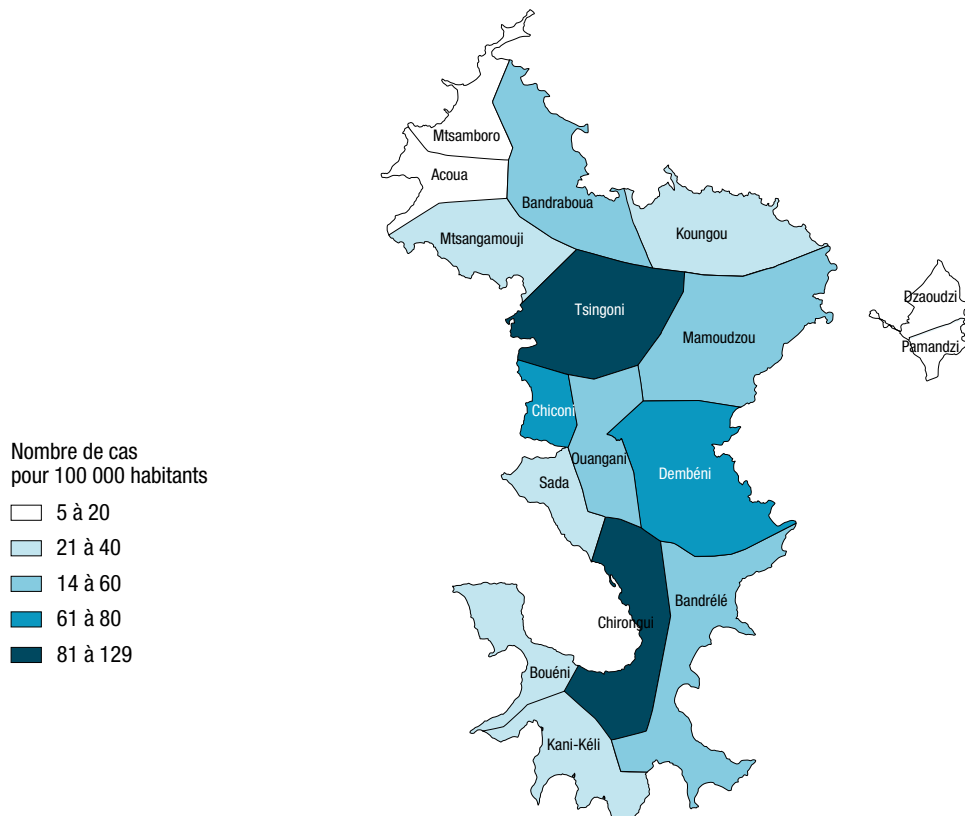 Mtsamboro
Acoua
Bandraboua
Mtsangamouji
Koungou
Tsingoni
Mamoudzou
Dzaoudzi
Pamandzi
Chiconi
Ouangani
Dembéni
Sada
Nombre de cas
pour 100 000 habitants
5 à 20
21 à 40
14 à 60
61 à 80
81 à 129
Bandrélé
Chirongui
Bouéni
Kani-Kéli